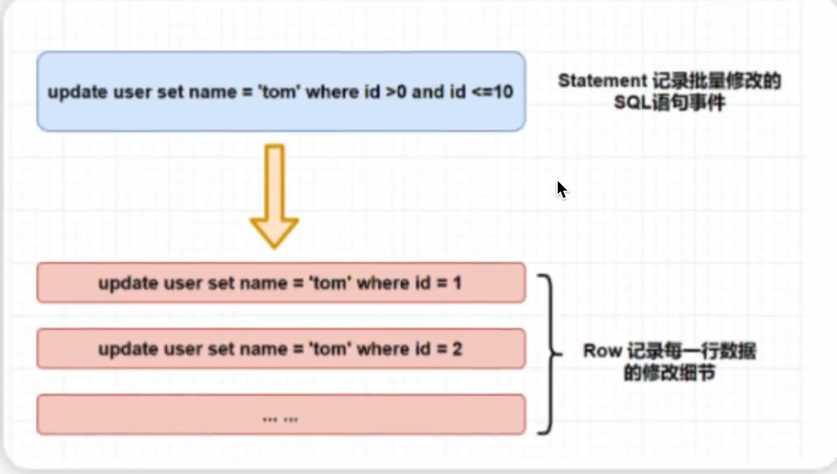 update user set name = 'tom' where id >0 and id <=10
Statement 记录批量修改的
SQL语句事件
update user set name = 'tom' where id = 1
update user set name = 'tom' where id = 2
... ...
Row 记录每一行数据
的修改细节